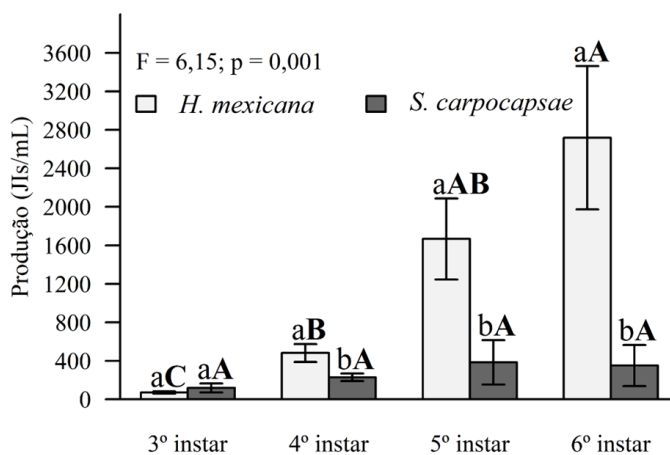 Produção (JIs/mL)
3600
3200
2800
2400
2000
1600
1200
800
400
0
F = 6,15; p = 0,001
H. mexicana
S. carpocapsae
aC
aA
aB
bA
aAB
bA
aA
bA
3º instar
4º instar
5º instar
6º instar